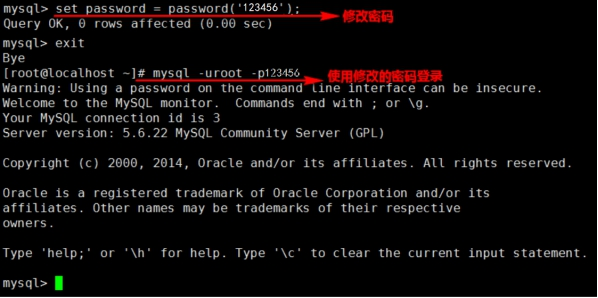 mysql> set password = password('123456'); 修改密码
Query OK, 0 rows affected (0.00 sec)
mysql> exit
Bye
[root@localhost ~]# mysql -uroot -p123456 使用修改的密码登录
Warning: Using a password on the command line interface can be insecure.
Welcome to the MySQL monitor.  Commands end with ; or \g.
Your MySQL connection id is 3
Server version: 5.6.22 MySQL Community Server (GPL)
Copyright (c) 2000, 2014, Oracle and/or its affiliates. All rights reserved.
Oracle is a registered trademark of Oracle Corporation and/or its
affiliates. Other names may be trademarks of their respective
owners.
Type 'help;' or '\h' for help. Type '\c' to clear the current input statement.
mysql>